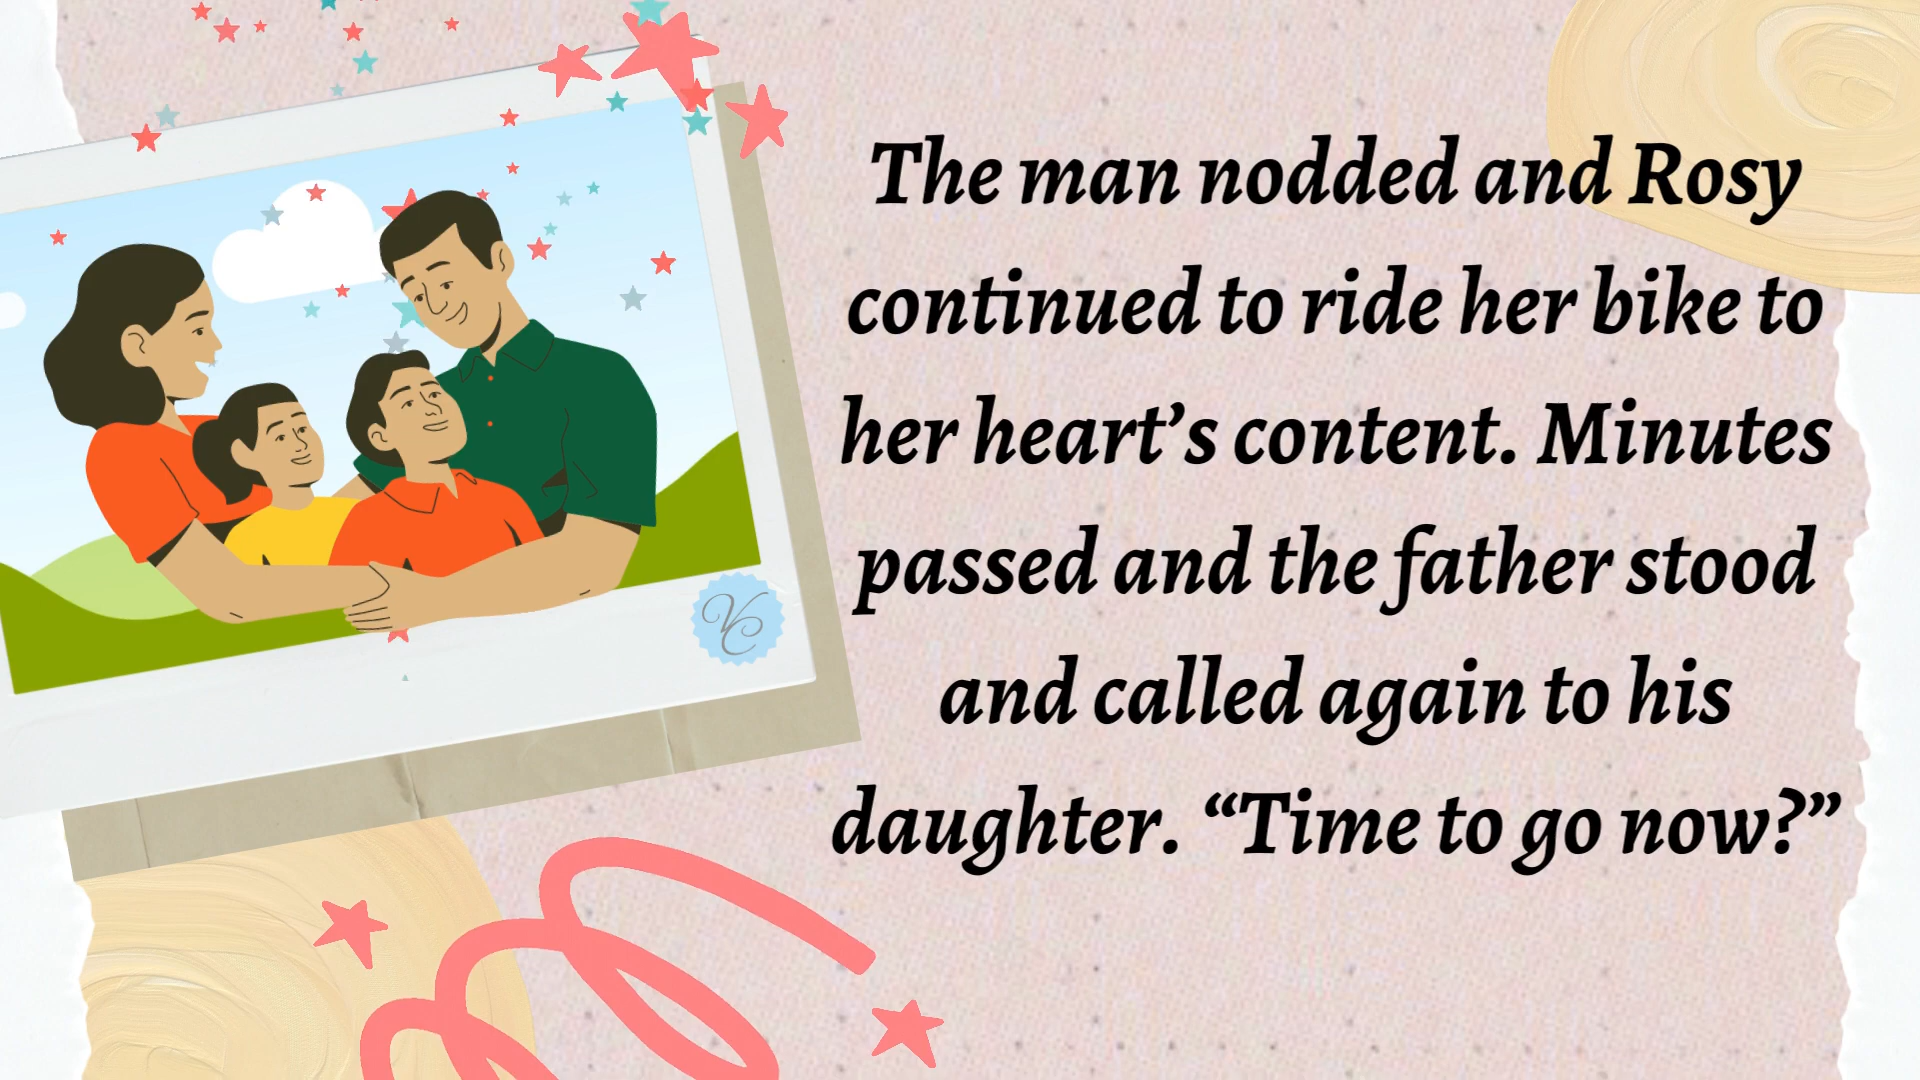 The man nodded and Rosy
continued to ride her bike to
her heart’s content. Minutes
passed and the father stood
and called again to his
daughter. “Time to go now?”
VC